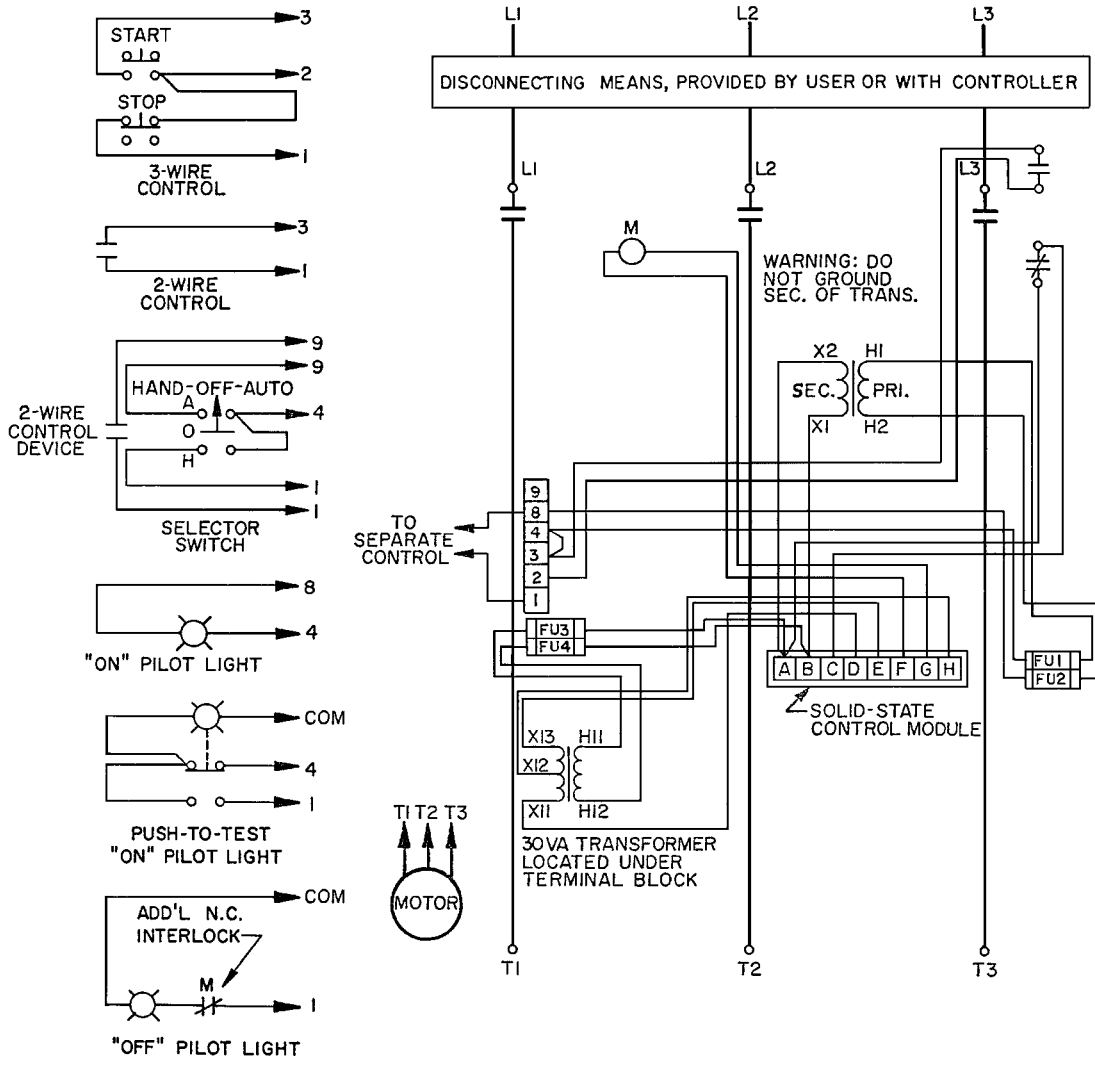 3
START
2
STOP
1
3-WIRE
CONTROL
3
1
2-WIRE
CONTROL
9
9
HAND-OFF-AUTO
A
4
2-WIRE
CONTROL
DEVICE
O
H
1
1
SELECTOR
SWITCH
8
4
"ON" PILOT LIGHT
COM
4
1
PUSH-TO-TEST
"ON" PILOT LIGHT
COM
ADD'L N.C.
INTERLOCK
M
1
"OFF" PILOT LIGHT
L1 L2 L3
DISCONNECTING MEANS, PROVIDED BY USER OR WITH CONTROLLER
L1 L2 L3
M
WARNING: DO
NOT GROUND
SEC. OF TRANS.
X2 H1
SEC. PRI.
X1 H2
TO
SEPARATE
CONTROL
9
8
4
3
2
1
FU3
FU4
A B C D E F G H
FU1
FU2
SOLID-STATE
CONTROL MODULE
X13 H11
X12
X11 H12
30VA TRANSFORMER
LOCATED UNDER
TERMINAL BLOCK
T1 T2 T3
MOTOR
T1 T2 T3